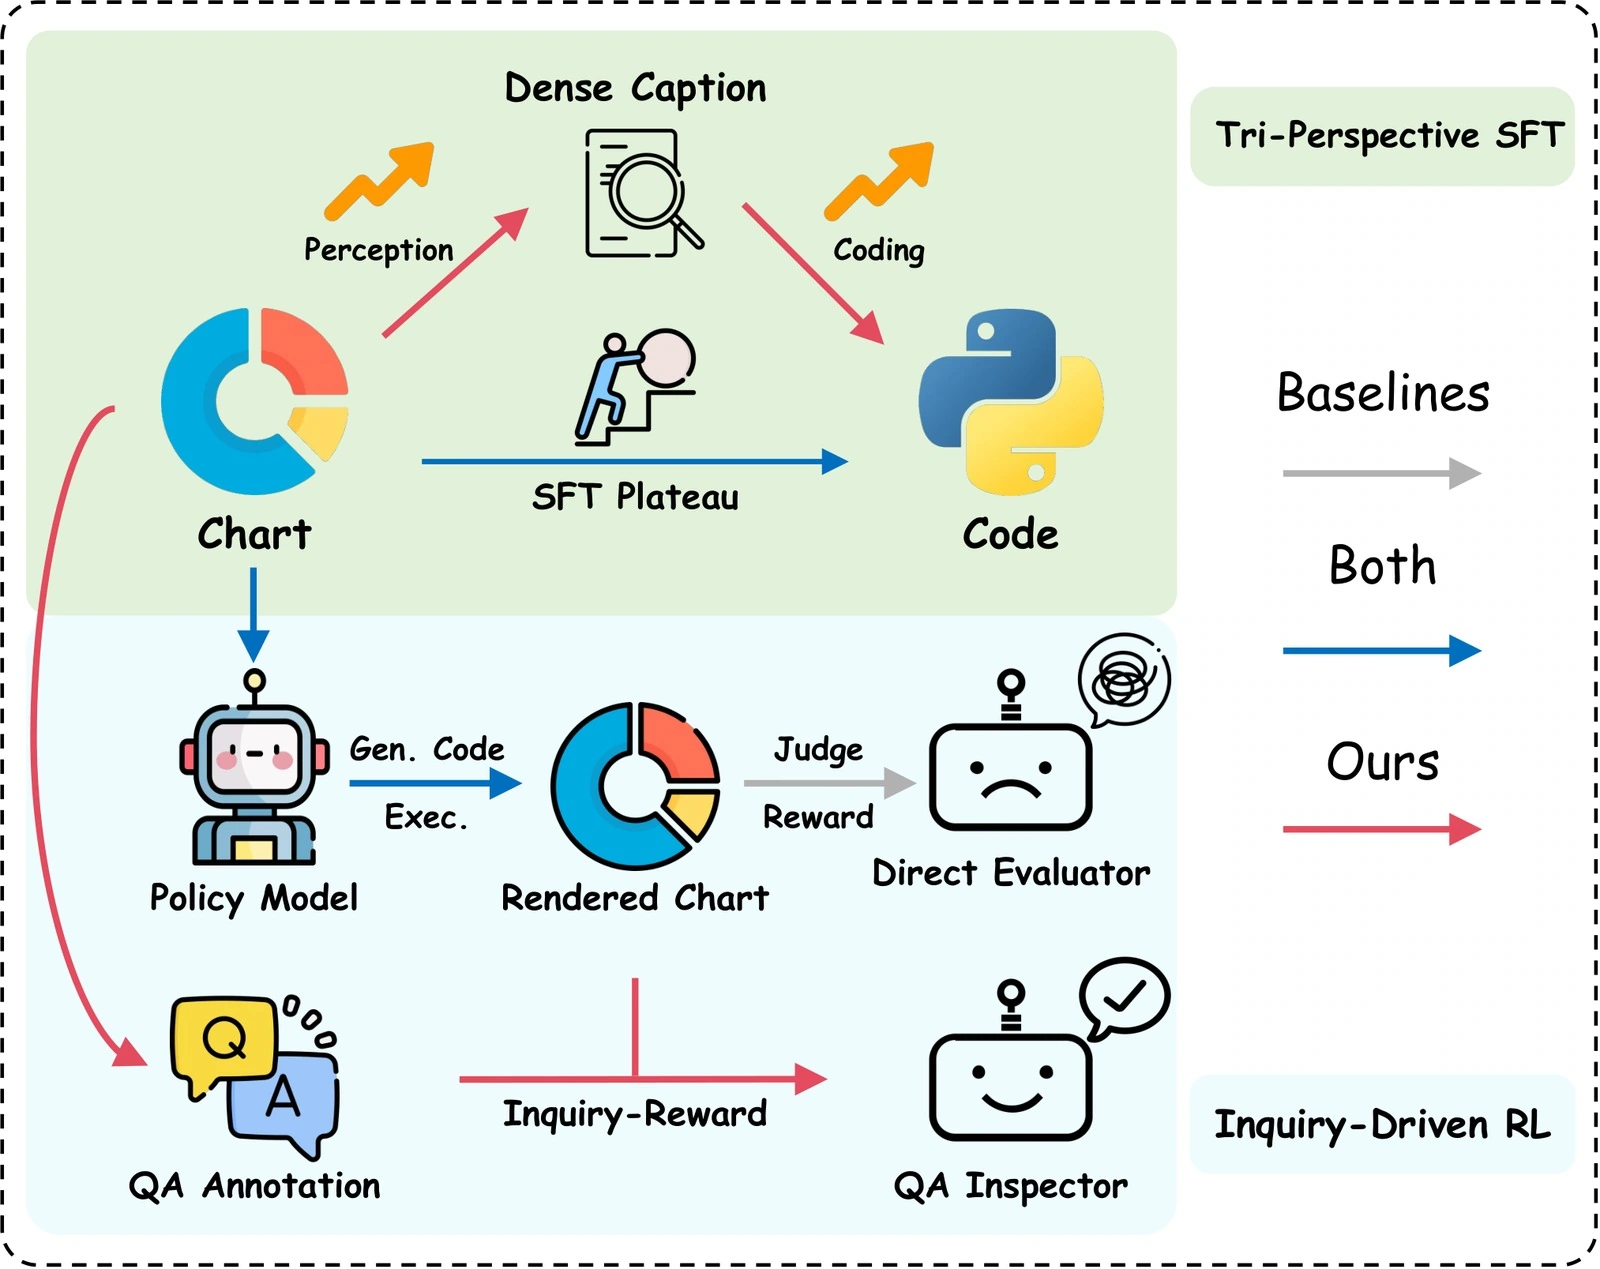 Dense Caption
Tri-Perspective SFT
Perception
Coding
SFT Plateau
Chart
Code
Baselines
Both
Ours
Gen. Code
Exec.
Judge
Reward
Policy Model
Rendered Chart
Direct Evaluator
Q
A
Inquiry-Reward
QA Annotation
QA Inspector
Inquiry-Driven RL